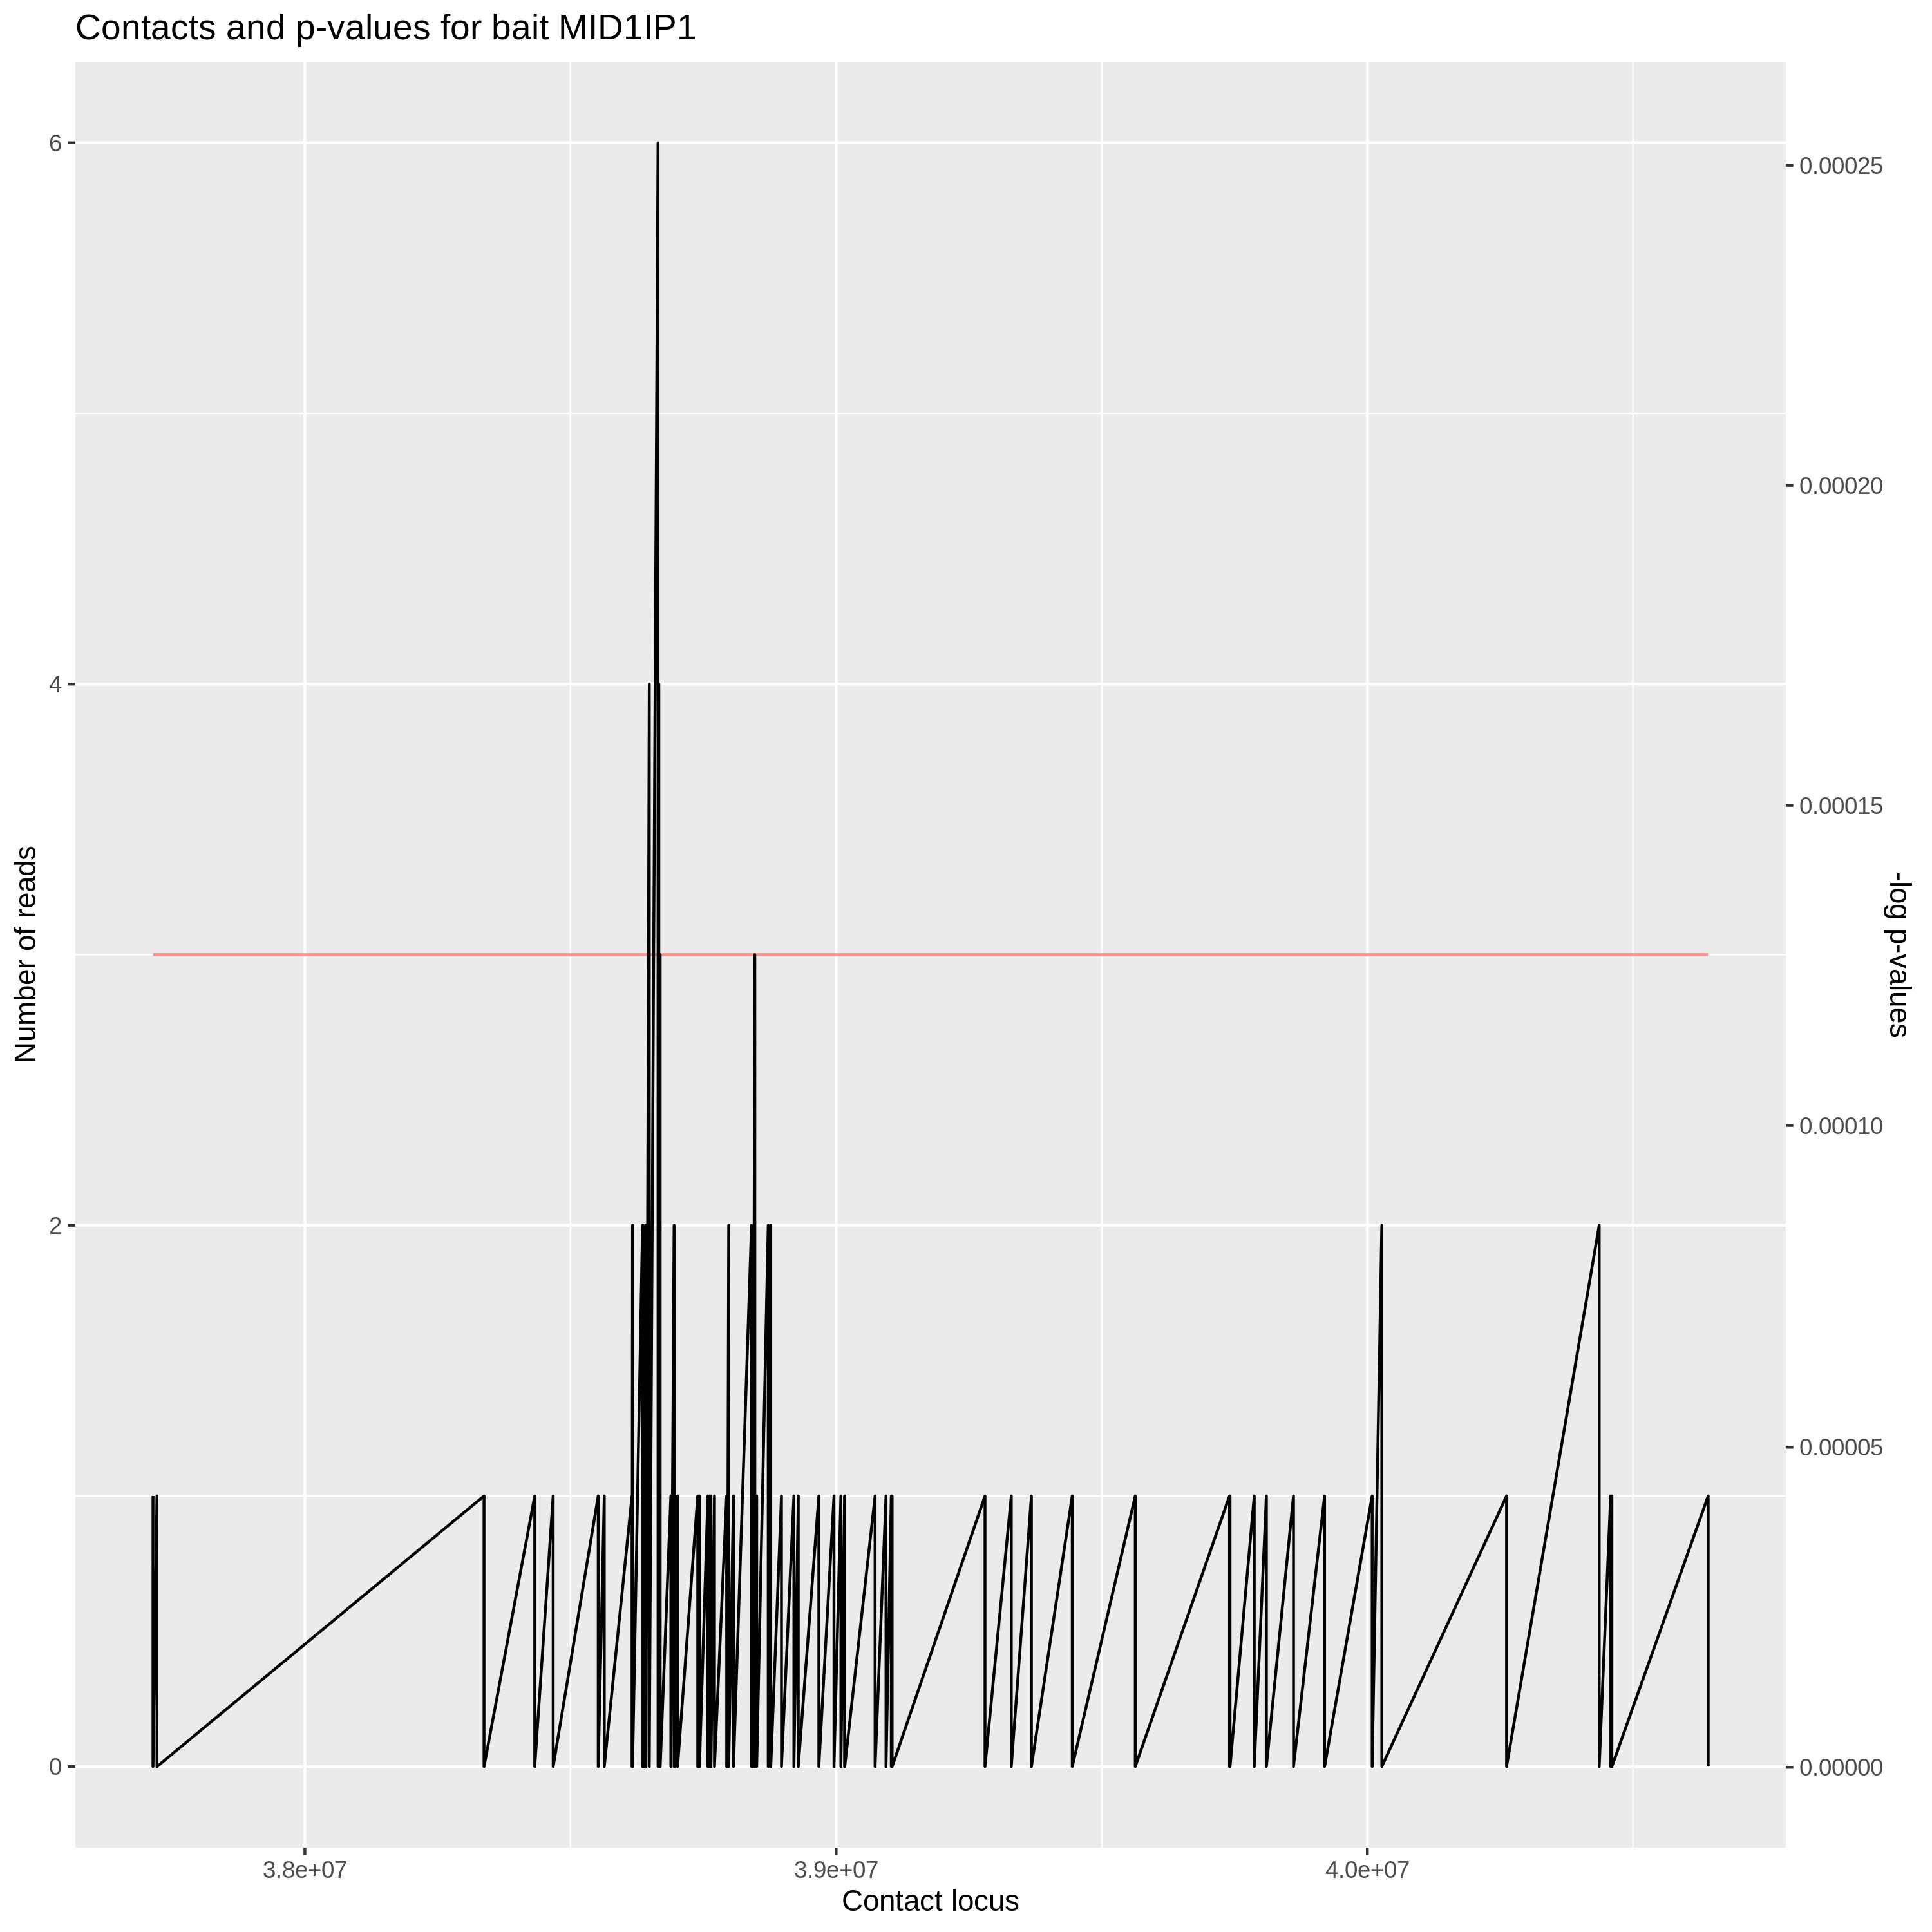 Contacts and p-values for bait MID1IP1
6
4
2
0
Number of reads
0.00025
0.00020
0.00015
0.00010
0.00005
0.00000
-log p-values
3.8e+07
3.9e+07
4.0e+07
Contact locus